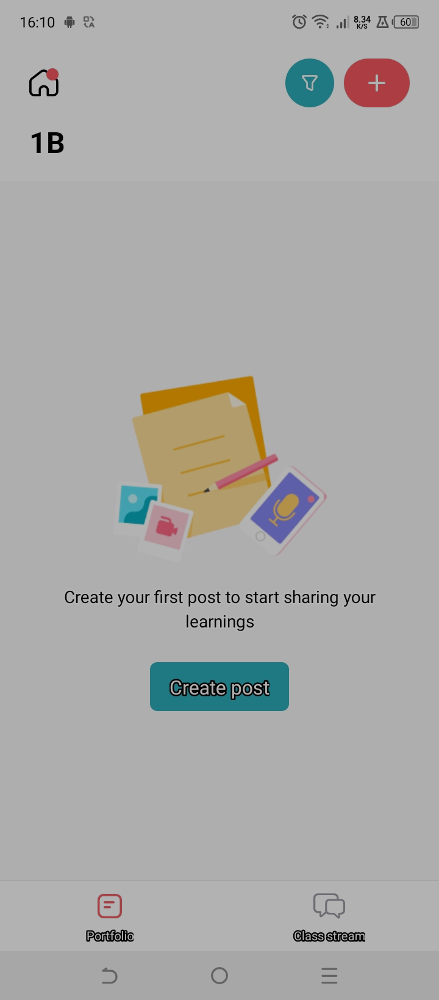 16:10
8.34
K/S
60
1B
Create your first post to start sharing your
learnings
Create post
Portfolio
Class stream